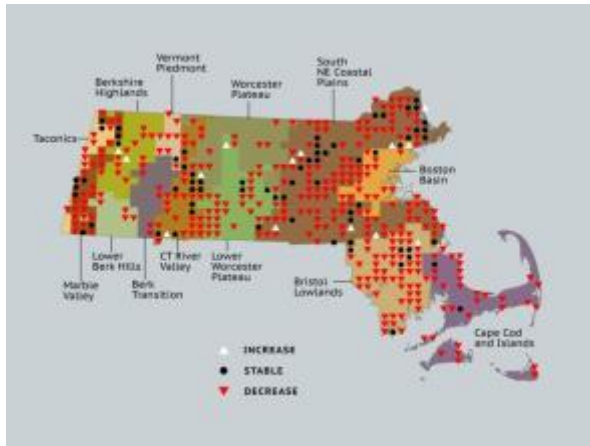 Vermont
Piedmont
South
NE Coastal
Plains
Berkshire
Highlands
Worcester
Plateau
Taconics
Boston
Basin
Lower
Berk Hills
CT River
Valley
Lower
Worcester
Plateau
Marble
Valley
Berk
Transition
Bristol
Lowlands
Cape Cod
and Islands
INCREASE
STABLE
DECREASE